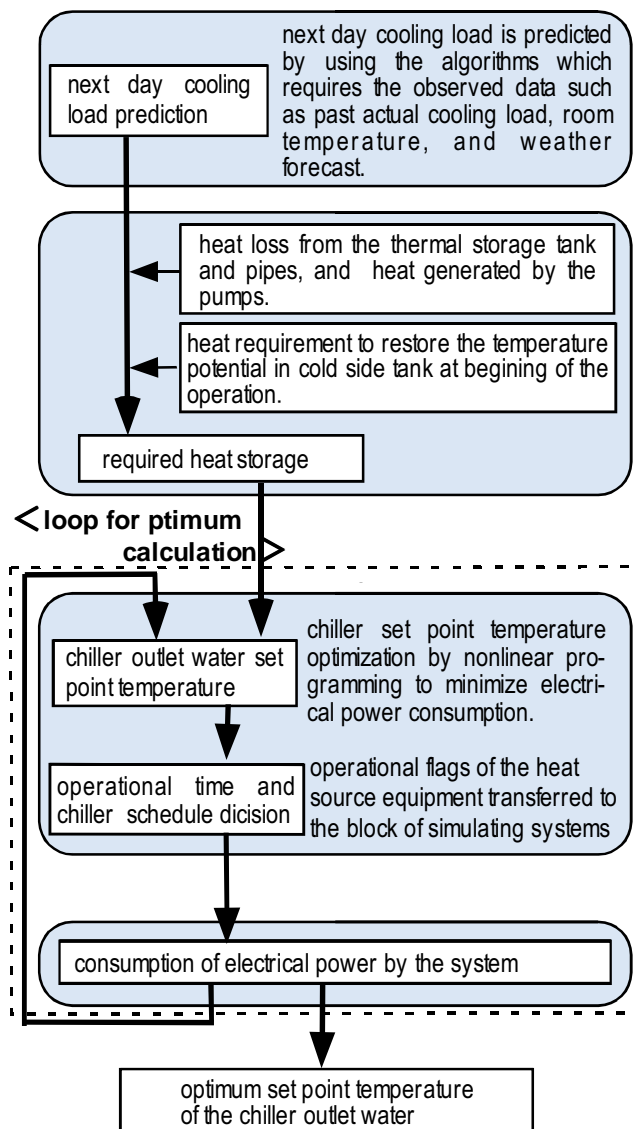 next day cooling
load prediction
next day cooling load is predicted
by using the algorithms which
requires the observed data such
as past actual cooling load, room
temperature, and weather
forecast.
heat loss from the thermal storage tank
and pipes, and heat generated by the
pumps.
heat requirement to restore the temperature
potential in cold side tank at begining of the
operation.
required heat storage
<loop for ptimum
calculation>
chiller outlet water set
point temperature
chiller set point temperature
optimization by nonlinear pro-
gramming to minimize electri-
cal power consumption.
operational time and
chiller schedule dicision
operational flags of the heat
source equipment transferred to
the block of simulating systems
consumption of electrical power by the system
optimum set point temperature
of the chiller outlet water